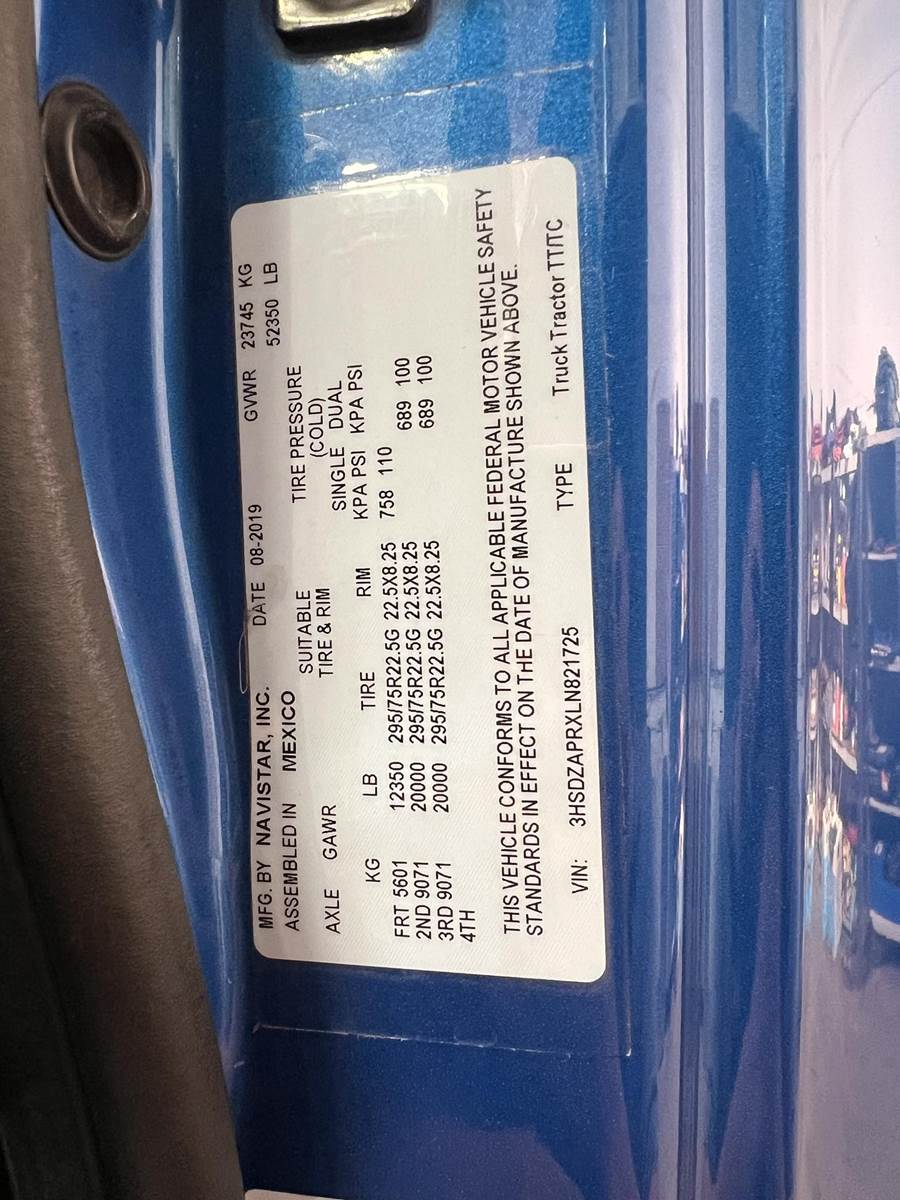 MFG. BY NAVISTAR, INC. DATE 08-2019 GVWR 23745 KG
ASSEMBLED IN MEXICO 52350 LB
SUITABLE TIRE PRESSURE
AXLE GAWR TIRE & RIM (COLD)
SINGLE DUAL
KG LB TIRE RIM KPA PSI KPA PSI
FRT 5601 12350 295/75R22.5G 22.5X8.25 758 110
2ND 9071 20000 295/75R22.5G 22.5X8.25 689 100
3RD 9071 20000 295/75R22.5G 22.5X8.25 689 100
4TH
THIS VEHICLE CONFORMS TO ALL APPLICABLE FEDERAL MOTOR VEHICLE SAFETY
STANDARDS IN EFFECT ON THE DATE OF MANUFACTURE SHOWN ABOVE.
VIN: 3HSDZAPRXLN821725 TYPE Truck Tractor TT/TC